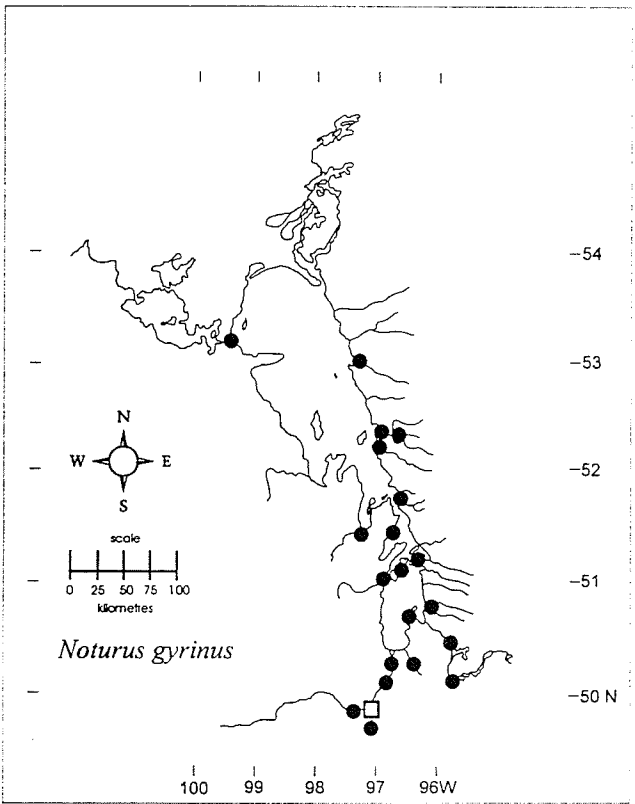 –54
–53
N
W E
S
–52
scale
0 25 50 75 100
kilometres
–51
Noturus gyrinus
–50 N
100 99 98 97 96W